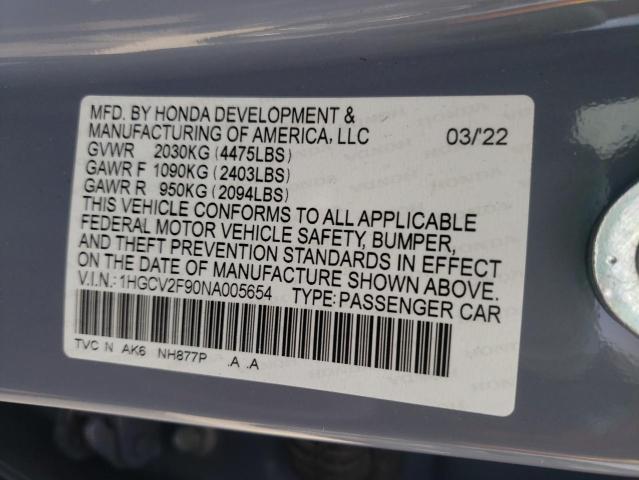 MFD. BY HONDA DEVELOPMENT &
MANUFACTURING OF AMERICA, LLC 03/'22
GVWR 2030KG (4475LBS)
GAWR F 1090KG (2403LBS)
GAWR R 950KG (2094LBS)
THIS VEHICLE CONFORMS TO ALL APPLICABLE
FEDERAL MOTOR VEHICLE SAFETY, BUMPER,
AND THEFT PREVENTION STANDARDS IN EFFECT
ON THE DATE OF MANUFACTURE SHOWN ABOVE.
V.I.N.: 1HGCV2F90NA005654 TYPE: PASSENGER CAR
TVC N AK6 NH877P .A .A